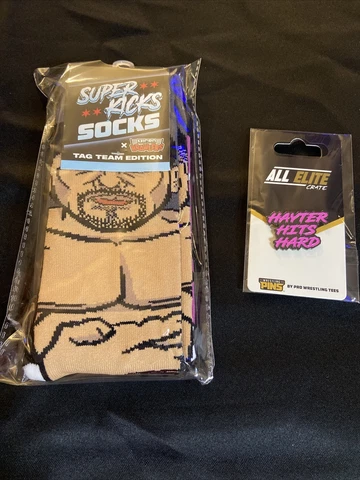 SUPER
KICKS
SOCKS
X
TAG TEAM EDITION
ALL ELITE
CRATE
HAYTER
HITS
HARD
PINS
BY PRO WRESTLING TEES